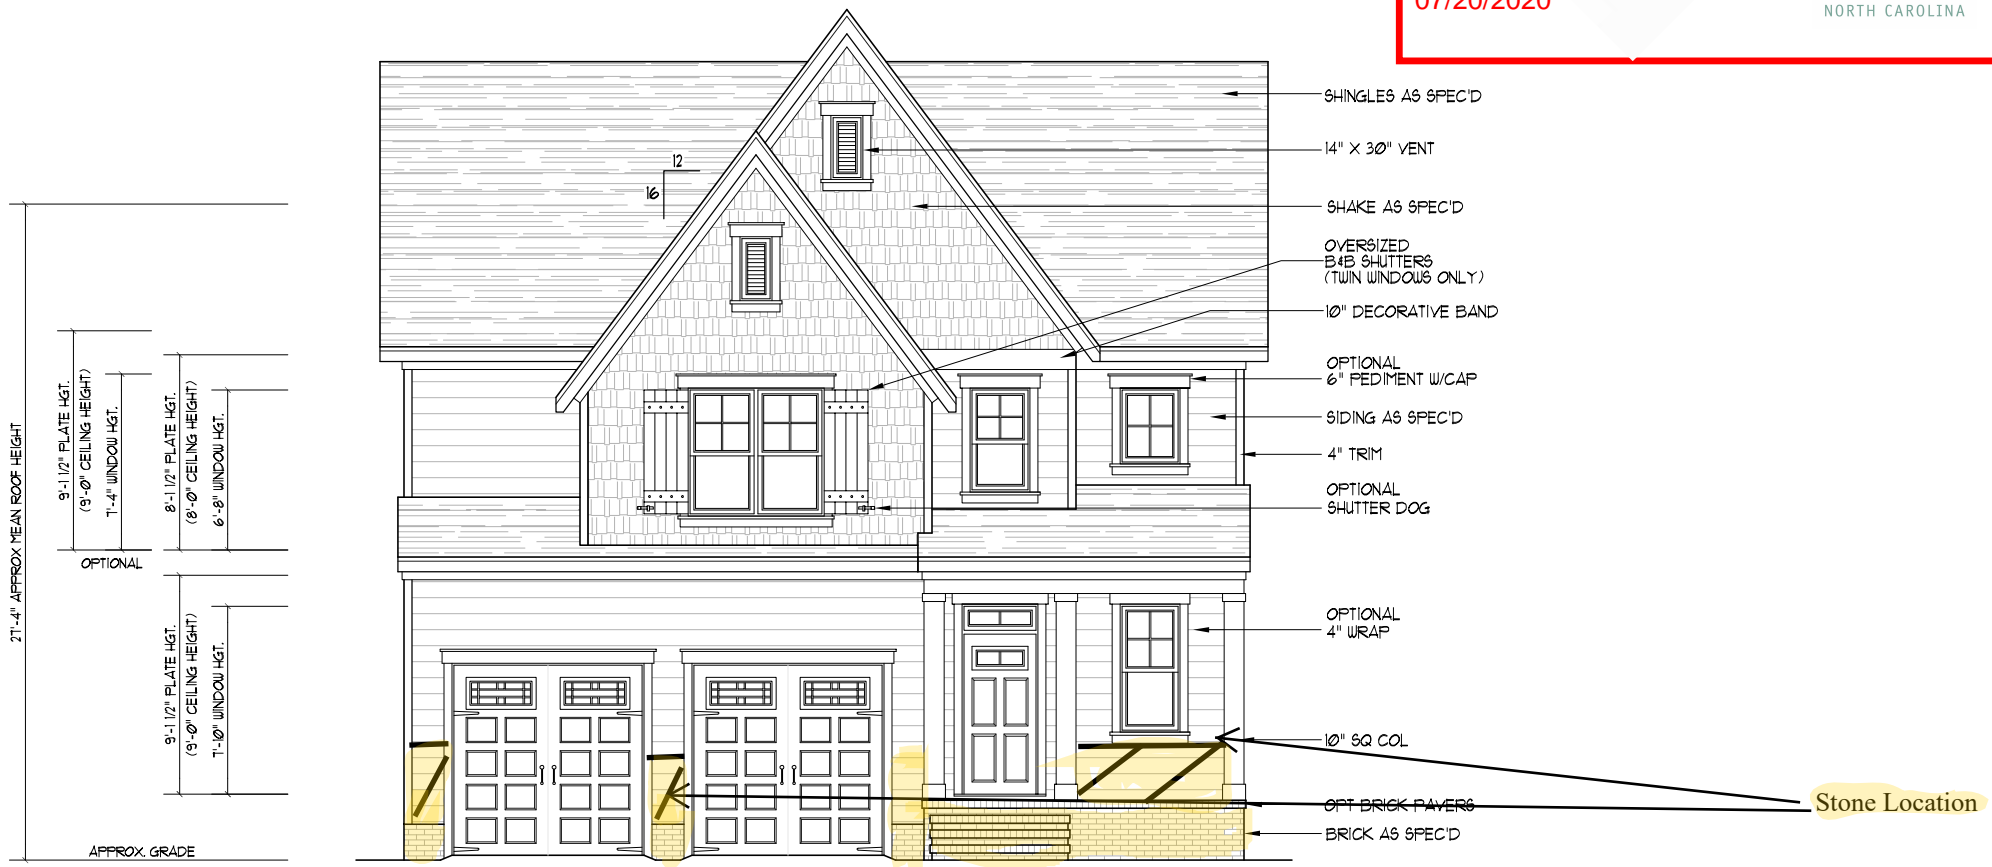 07/20/2020
NORTH CAROLINA
SHINGLES AS SPEC'D
14" X 30" VENT
12
16
SHAKE AS SPEC'D
OVERSIZED
B&B SHUTTERS
(TWIN WINDOWS ONLY)
10" DECORATIVE BAND
OPTIONAL
6" PEDIMENT W/CAP
SIDING AS SPEC'D
4" TRIM
OPTIONAL
SHUTTER DOG
27'-4" APPROX MEAN ROOF HEIGHT
9'-1 1/2" PLATE HGT.
(9'-0" CEILING HEIGHT)
7'-4" WINDOW HGT.
8'-1 1/2" PLATE HGT.
(8'-0" CEILING HEIGHT)
6'-8" WINDOW HGT.
OPTIONAL
9'-1 1/2" PLATE HGT.
(9'-0" CEILING HEIGHT)
7'-10" WINDOW HGT.
OPTIONAL
4" WRAP
10" SQ COL
OPT BRICK PAVERS
Stone Location
BRICK AS SPEC'D
APPROX. GRADE